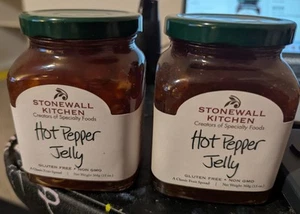 STONEWALL
KITCHEN
Creators of Specialty Foods
Hot Pepper
Jelly
GLUTEN FREE • NON GMO
STONEWALL
KITCHEN
Creators of Specialty Foods
Hot Pepper
Jelly
GLUTEN FREE • NON GMO